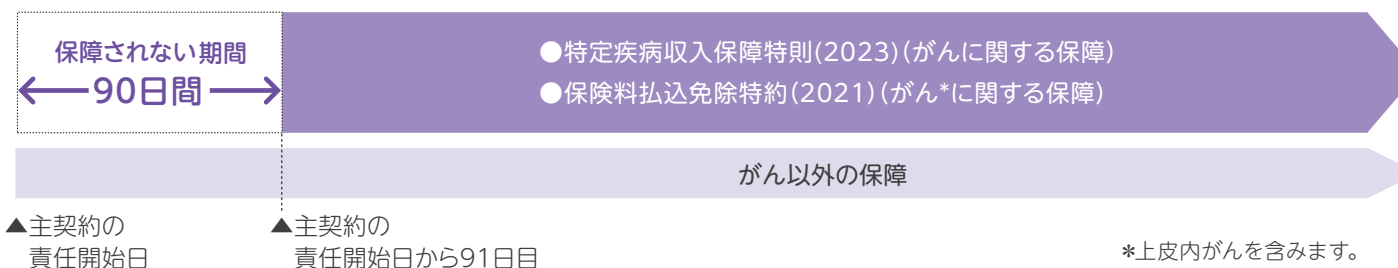 保障されない期間
90日間
●特定疾病収入保障特則(2023)(がんに関する保障)
●保険料払込免除特約(2021)(がん*に関する保障)
がん以外の保障
▲主契約の
責任開始日
▲主契約の
責任開始日から91日目
*上皮内がんを含みます。